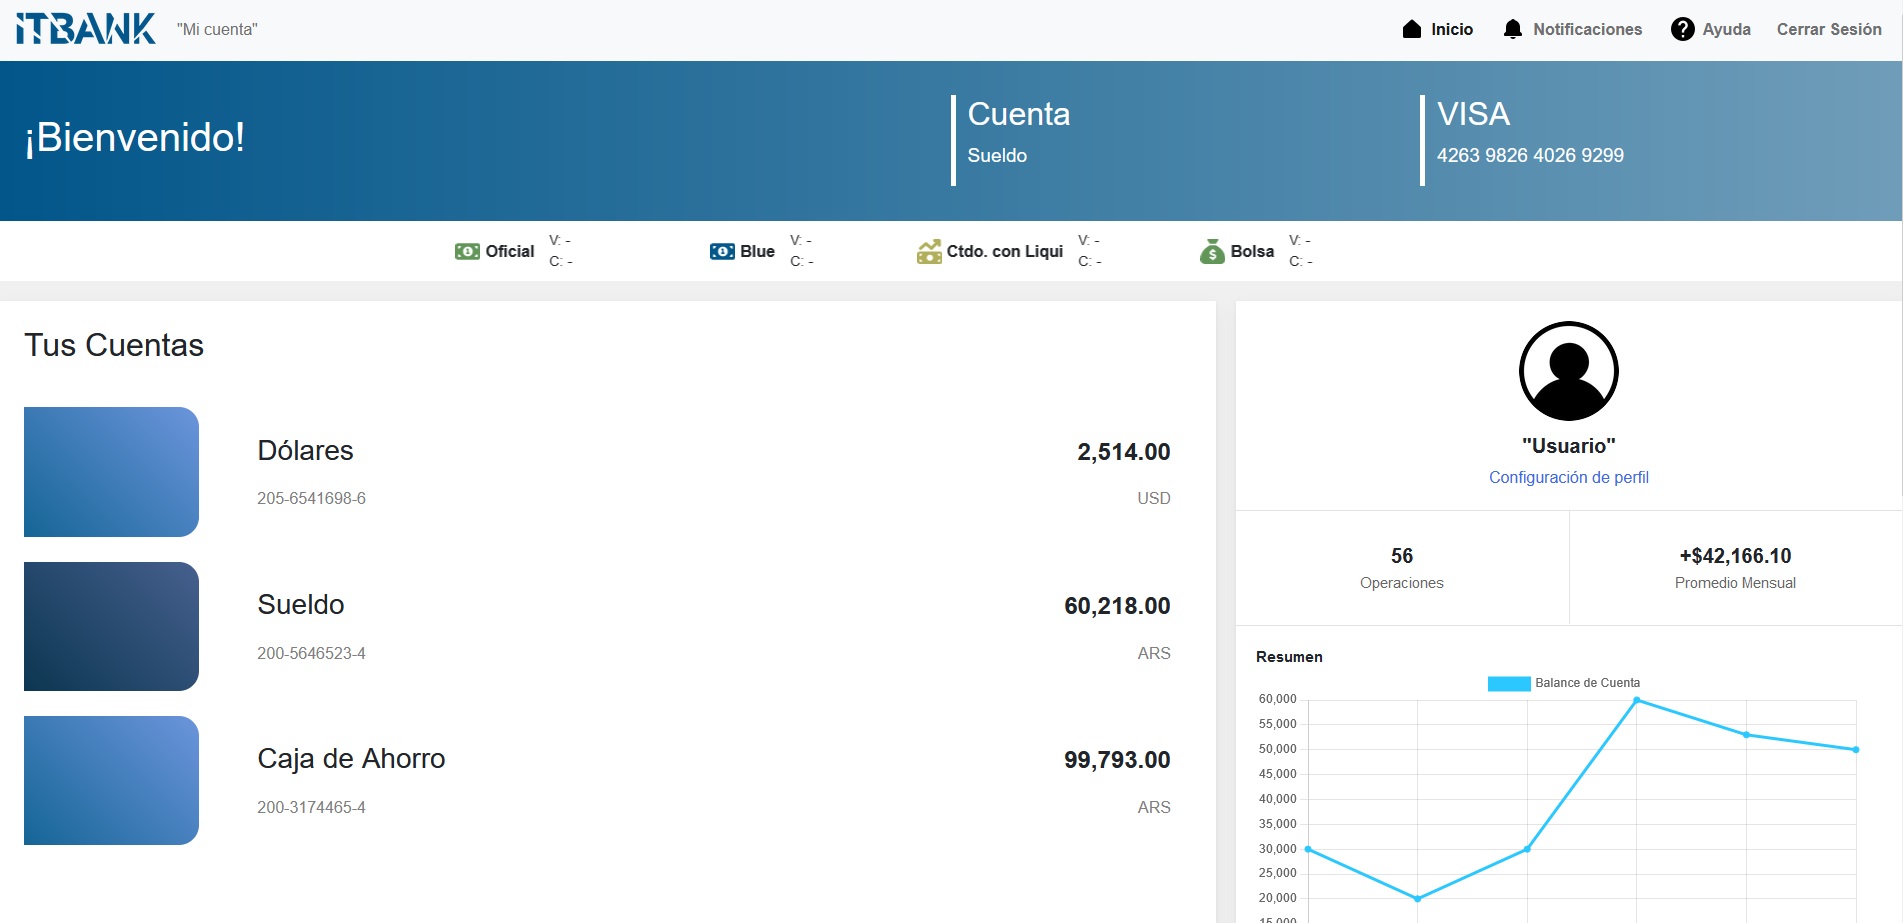 ITBANK "Mi cuenta" Inicio Notificaciones Ayuda Cerrar Sesión
¡Bienvenido!
Cuenta
Sueldo
VISA
4263 9826 4026 9299
Oficial V: -
C: -
Blue V: -
C: -
Ctdo. con Liqui V: -
C: -
Bolsa V: -
C: -
Tus Cuentas
Dólares 2,514.00
205-6541698-6 USD
Sueldo 60,218.00
200-5646523-4 ARS
Caja de Ahorro 99,793.00
200-3174465-4 ARS
"Usuario"
Configuración de perfil
56
Operaciones
+$42,166.10
Promedio Mensual
Resumen
Balance de Cuenta
60,000
55,000
50,000
45,000
40,000
35,000
30,000
25,000
20,000
15,000